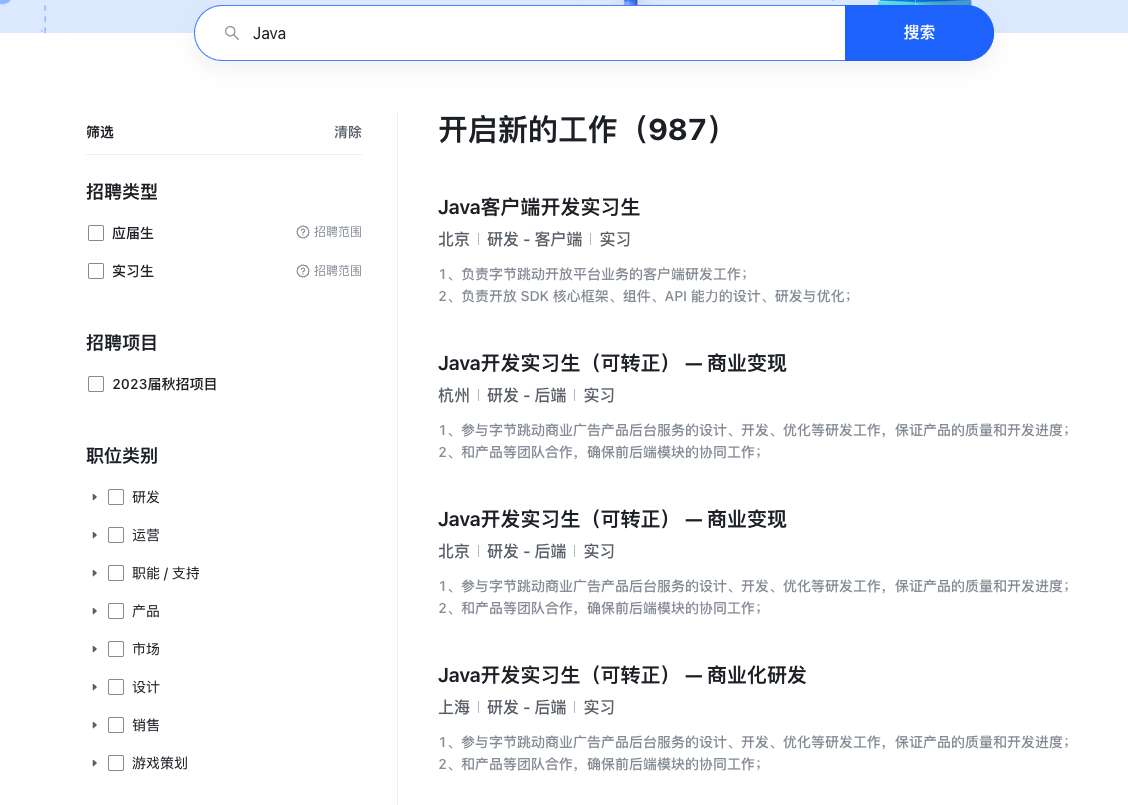 Java
搜索
筛选
清除
招聘类型
应届生
招聘范围
实习生
招聘范围
招聘项目
2023届秋招项目
职位类别
研发
运营
职能 / 支持
产品
市场
设计
销售
游戏策划
开启新的工作（987）
Java客户端开发实习生
北京 | 研发 - 客户端 | 实习
1、负责字节跳动开放平台业务的客户端研发工作；
2、负责开放 SDK 核心框架、组件、API 能力的设计、研发与优化；
Java开发实习生（可转正） — 商业变现
杭州 | 研发 - 后端 | 实习
1、参与字节跳动商业广告产品后台服务的设计、开发、优化等研发工作，保证产品的质量和开发进度；
2、和产品等团队合作，确保前后端模块的协同工作；
Java开发实习生（可转正） — 商业变现
北京 | 研发 - 后端 | 实习
1、参与字节跳动商业广告产品后台服务的设计、开发、优化等研发工作，保证产品的质量和开发进度；
2、和产品等团队合作，确保前后端模块的协同工作；
Java开发实习生（可转正） — 商业化研发
上海 | 研发 - 后端 | 实习
1、参与字节跳动商业广告产品后台服务的设计、开发、优化等研发工作，保证产品的质量和开发进度；
2、和产品等团队合作，确保前后端模块的协同工作；